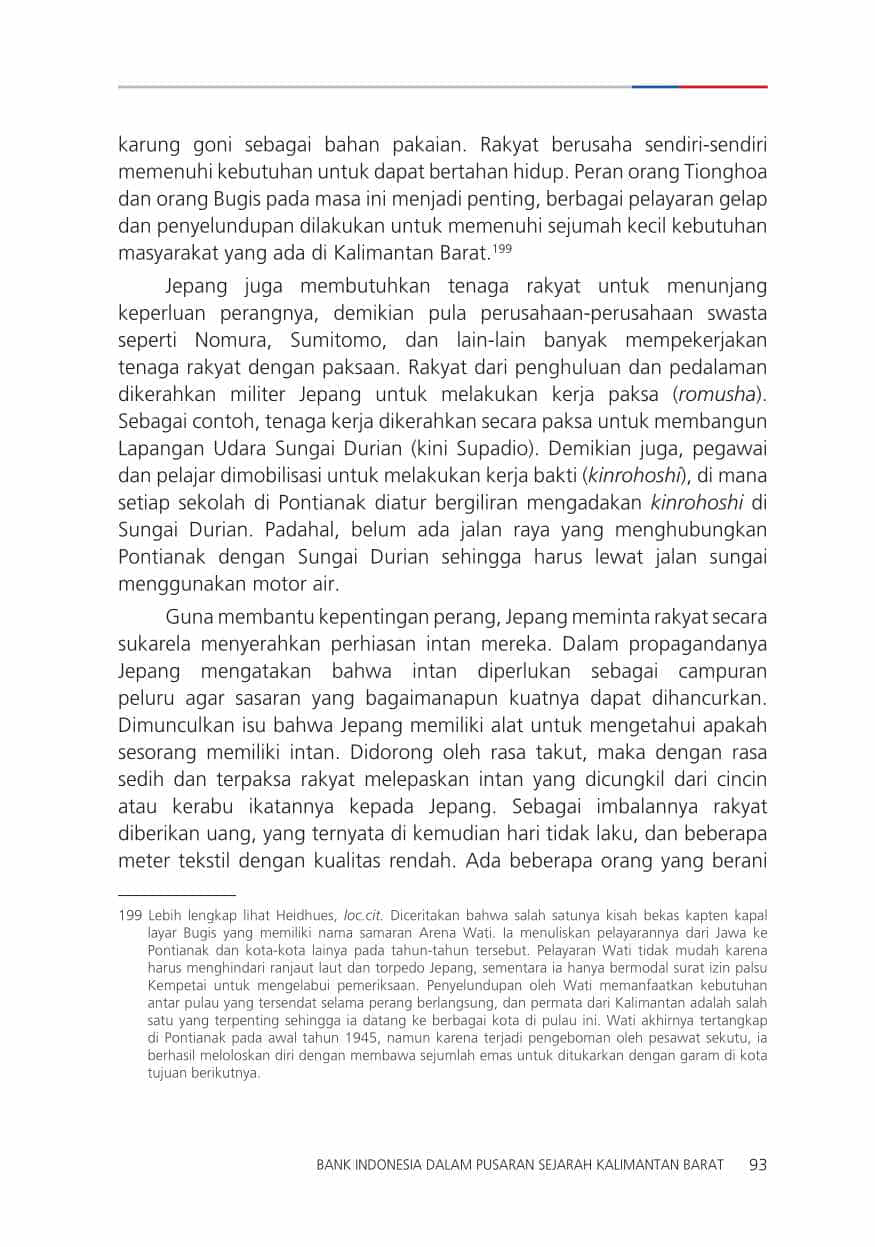 karung goni sebagai bahan pakaian. Rakyat berusaha sendiri-sendiri
memenuhi kebutuhan untuk dapat bertahan hidup. Peran orang Tionghoa
dan orang Bugis pada masa ini menjadi penting, berbagai pelayaran gelap
dan penyelundupan dilakukan untuk memenuhi sejumah kecil kebutuhan
masyarakat yang ada di Kalimantan Barat.199
Jepang juga membutuhkan tenaga rakyat untuk menunjang
keperluan perangnya, demikian pula perusahaan-perusahaan swasta
seperti Nomura, Sumitomo, dan lain-lain banyak mempekerjakan
tenaga rakyat dengan paksaan. Rakyat dari penghuluan dan pedalaman
dikerahkan militer Jepang untuk melakukan kerja paksa (romusha).
Sebagai contoh, tenaga kerja dikerahkan secara paksa untuk membangun
Lapangan Udara Sungai Durian (kini Supadio). Demikian juga, pegawai
dan pelajar dimobilisasi untuk melakukan kerja bakti (kinrohoshi), di mana
setiap sekolah di Pontianak diatur bergiliran mengadakan kinrohoshi di
Sungai Durian. Padahal, belum ada jalan raya yang menghubungkan
Pontianak dengan Sungai Durian sehingga harus lewat jalan sungai
menggunakan motor air.
Guna membantu kepentingan perang, Jepang meminta rakyat secara
sukarela menyerahkan perhiasan intan mereka. Dalam propagandanya
Jepang mengatakan bahwa intan diperlukan sebagai campuran
peluru agar sasaran yang bagaimanapun kuatnya dapat dihancurkan.
Dimunculkan isu bahwa Jepang memiliki alat untuk mengetahui apakah
sesorang memiliki intan. Didorong oleh rasa takut, maka dengan rasa
sedih dan terpaksa rakyat melepaskan intan yang dicungkil dari cincin
atau kerabu ikatannya kepada Jepang. Sebagai imbalannya rakyat
diberikan uang, yang ternyata di kemudian hari tidak laku, dan beberapa
meter tekstil dengan kualitas rendah. Ada beberapa orang yang berani
199 Lebih lengkap lihat Heidhues, loc.cit. Diceritakan bahwa salah satunya kisah bekas kapten kapal
layar Bugis yang memiliki nama samaran Arena Wati. Ia menuliskan pelayarannya dari Jawa ke
Pontianak dan kota-kota lainya pada tahun-tahun tersebut. Pelayaran Wati tidak mudah karena
harus menghindari ranjaut laut dan torpedo Jepang, sementara ia hanya bermodal surat izin palsu
Kempetai untuk mengelabui pemeriksaan. Penyelundupan oleh Wati memanfaatkan kebutuhan
antar pulau yang tersendat selama perang berlangsung, dan permata dari Kalimantan adalah salah
satu yang terpenting sehingga ia datang ke berbagai kota di pulau ini. Wati akhirnya tertangkap
di Pontianak pada awal tahun 1945, namun karena terjadi pengeboman oleh pesawat sekutu, ia
berhasil meloloskan diri dengan membawa sejumlah emas untuk ditukarkan dengan garam di kota
tujuan berikutnya.
BANK INDONESIA DALAM PUSARAN SEJARAH KALIMANTAN BARAT 93